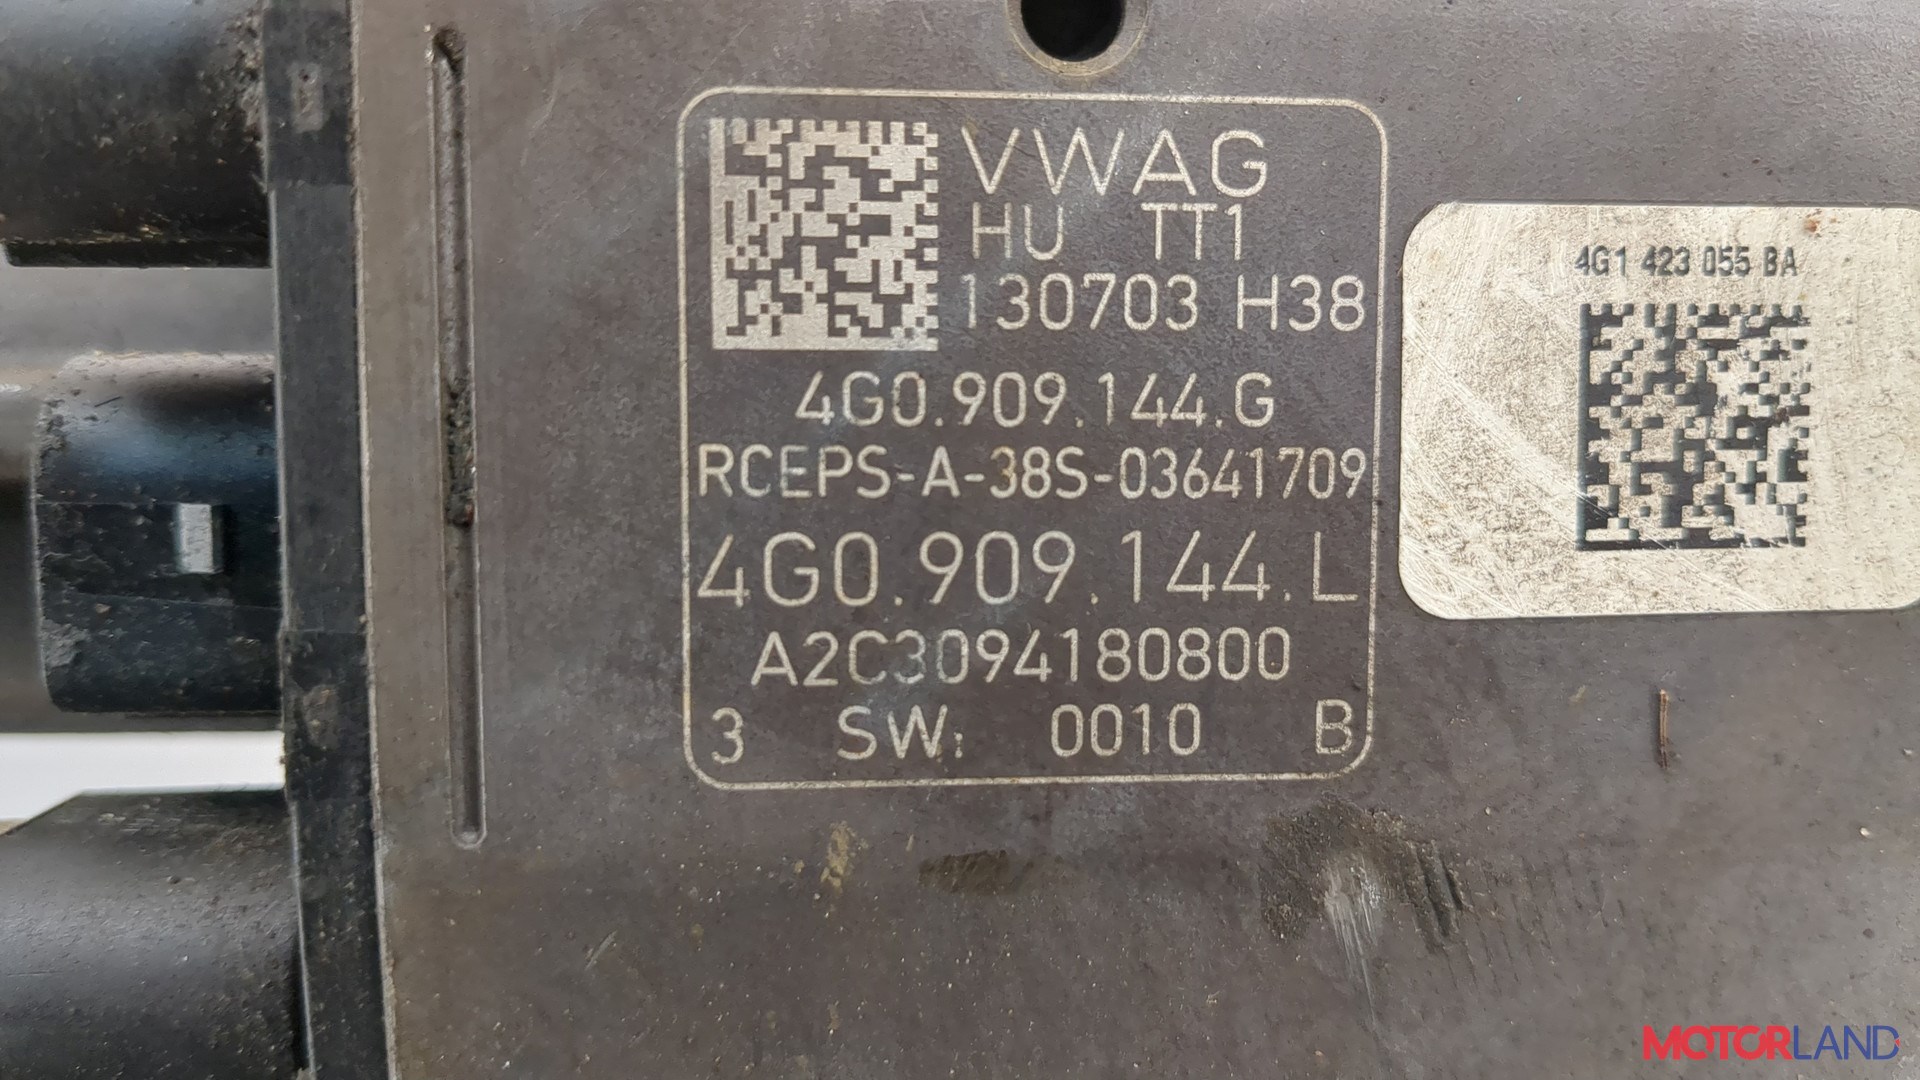 VWAG
HU TT1
130703 H38
4G0.909.144.G
RCEPS-A-38S-03641709
4G0.909.144.L
A2C3094180800
3 SW: 0010 B
4G1 423 055 BA
MOTORLAND